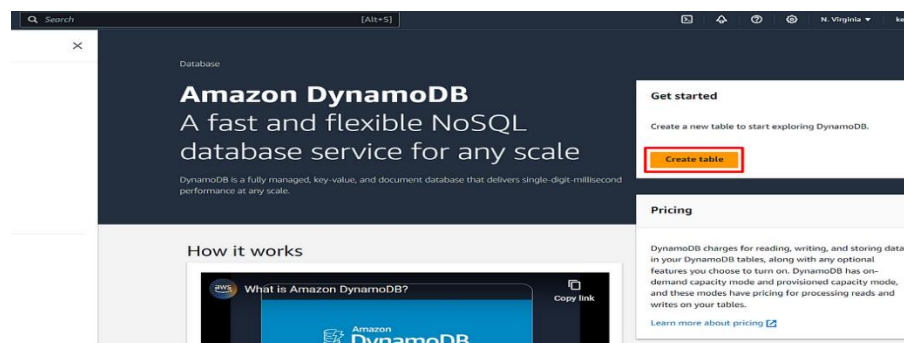 Search [Alt+S] N. Virginia ▼
Database
Amazon DynamoDB
A fast and flexible NoSQL
database service for any scale
DynamoDB is a fully managed, key-value, and document database that delivers single-digit-millisecond
performance at any scale.
Get started
Create a new table to start exploring DynamoDB.
Create table
Pricing
DynamoDB charges for reading, writing, and storing data
in your DynamoDB tables, along with any optional
features you choose to turn on. DynamoDB has on-
demand capacity mode and provisioned capacity mode,
and these modes have pricing for processing reads and
writes on your tables.
Learn more about pricing
How it works
aws What is Amazon DynamoDB? Copy link
Amazon
DynamoDB